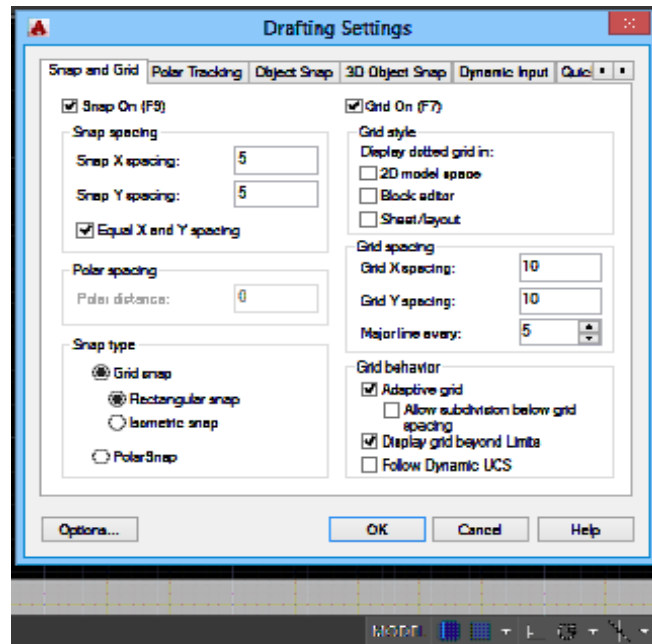 Drafting Settings
Snap and Grid Polar Tracking Object Snap 3D Object Snap Dynamic Input Quic
Snap On (F9)
Snap spacing
Snap X spacing: 5
Snap Y spacing: 5
Equal X and Y spacing
Polar spacing
Polar distance: 0
Snap type
Grid snap
Rectangular snap
Isometric snap
PolarSnap
Grid On (F7)
Grid style
Display dotted grid in:
2D model space
Block editor
Sheet/layout
Grid spacing
Grid X spacing: 10
Grid Y spacing: 10
Major line every: 5
Grid behavior
Adaptive grid
Allow subdivision below grid
spacing
Display grid beyond Limits
Follow Dynamic UCS
Options... OK Cancel Help
MODEL